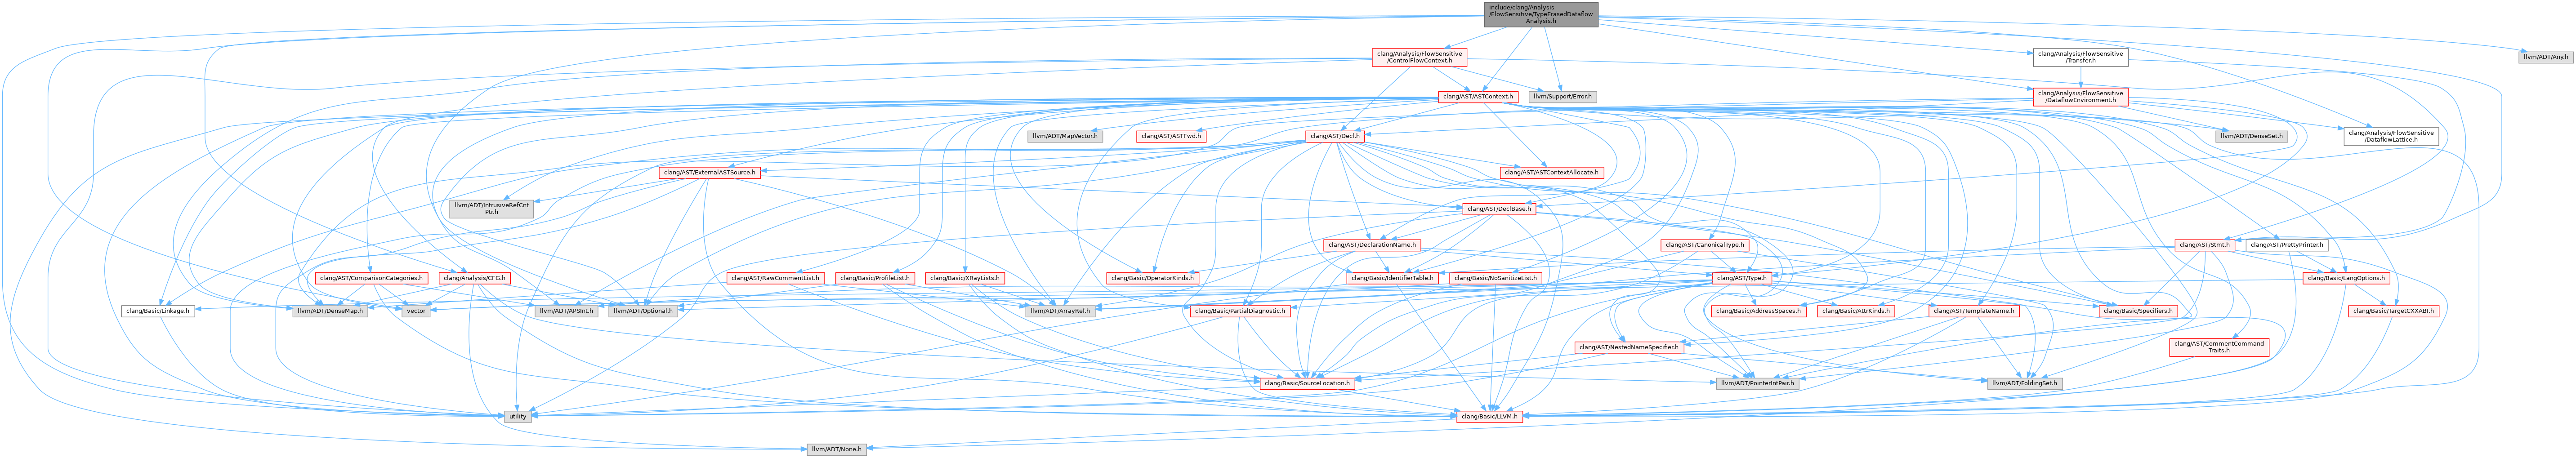 include/clang/Analysis
/FlowSensitive/TypeErasedDataflow
Analysis.h
clang/Analysis/FlowSensitive
/ControlFlowContext.h
clang/Analysis/FlowSensitive
/Transfer.h
llvm/ADT/Any.h
clang/AST/ASTContext.h
llvm/Support/Error.h
clang/Analysis/FlowSensitive
/DataflowEnvironment.h
llvm/ADT/MapVector.h
clang/AST/ASTFwd.h
clang/AST/Decl.h
llvm/ADT/DenseSet.h
clang/Analysis/FlowSensitive
/DataflowLattice.h
clang/AST/ExternalASTSource.h
clang/AST/ASTContextAllocate.h
llvm/ADT/IntrusiveRefCnt
Ptr.h
clang/AST/DeclBase.h
clang/AST/DeclarationName.h
clang/AST/CanonicalType.h
clang/AST/Stmt.h
clang/AST/PrettyPrinter.h
clang/AST/ComparisonCategories.h
clang/Analysis/CFG.h
clang/AST/RawCommentList.h
clang/Basic/ProfileList.h
clang/Basic/XRayLists.h
clang/Basic/OperatorKinds.h
clang/Basic/IdentifierTable.h
clang/Basic/NoSanitizeList.h
clang/AST/Type.h
clang/Basic/LangOptions.h
clang/Basic/Linkage.h
llvm/ADT/DenseMap.h
vector
llvm/ADT/APSInt.h
llvm/ADT/Optional.h
llvm/ADT/ArrayRef.h
clang/Basic/PartialDiagnostic.h
clang/Basic/AddressSpaces.h
clang/Basic/AttrKinds.h
clang/AST/TemplateName.h
clang/Basic/Specifiers.h
clang/Basic/TargetCXXABI.h
clang/AST/NestedNameSpecifier.h
clang/AST/CommentCommand
Traits.h
clang/Basic/SourceLocation.h
llvm/ADT/PointerIntPair.h
llvm/ADT/FoldingSet.h
utility
clang/Basic/LLVM.h
llvm/ADT/None.h